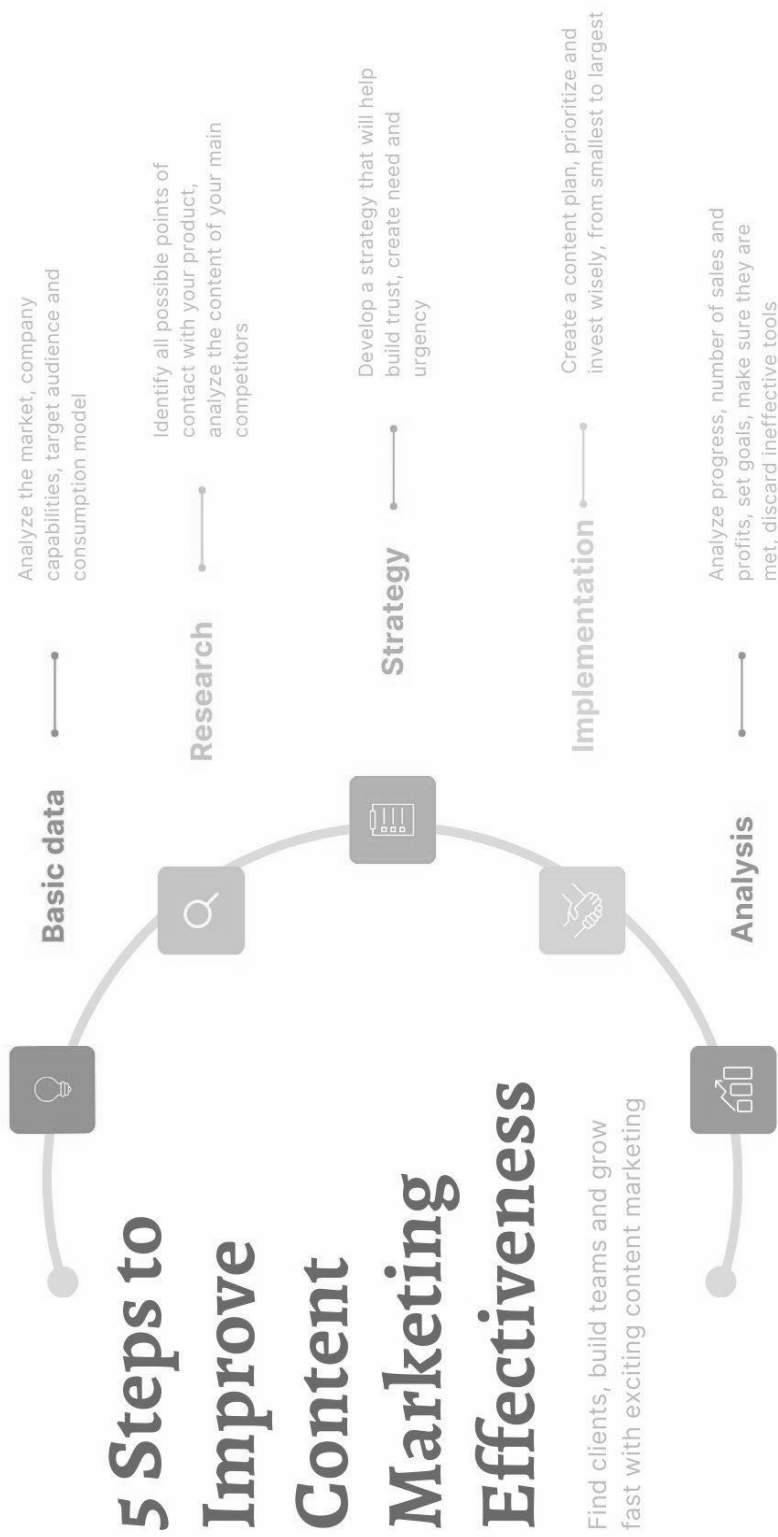 5 Steps to
Improve
Content
Marketing
Effectiveness
Find clients, build teams and grow
fast with exciting content marketing
Basic data
Analyze the market, company
capabilities, target audience and
consumption model
Research
Identify all possible points of
contact with your product,
analyze the content of your main
competitors
Strategy
Develop a strategy that will help
build trust, create need and
urgency
Implementation
Create a content plan, prioritize and
invest wisely, from smallest to largest
Analysis
Analyze progress, number of sales and
profits, set goals, make sure they are
met, discard ineffective tools